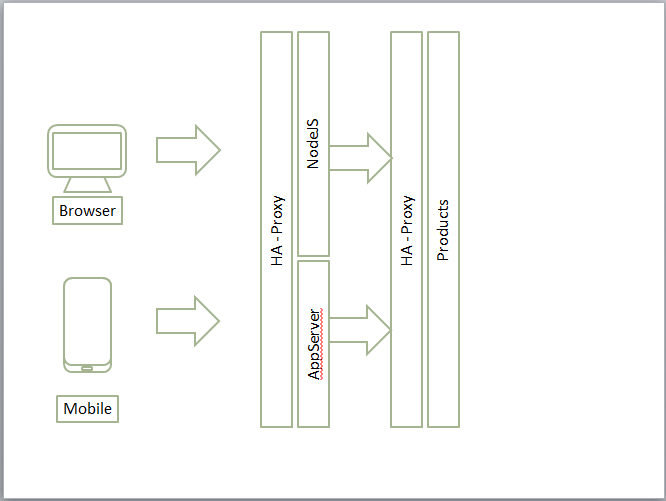 Browser
Mobile
HA - Proxy
NodeJS
AppServer
HA - Proxy
Products